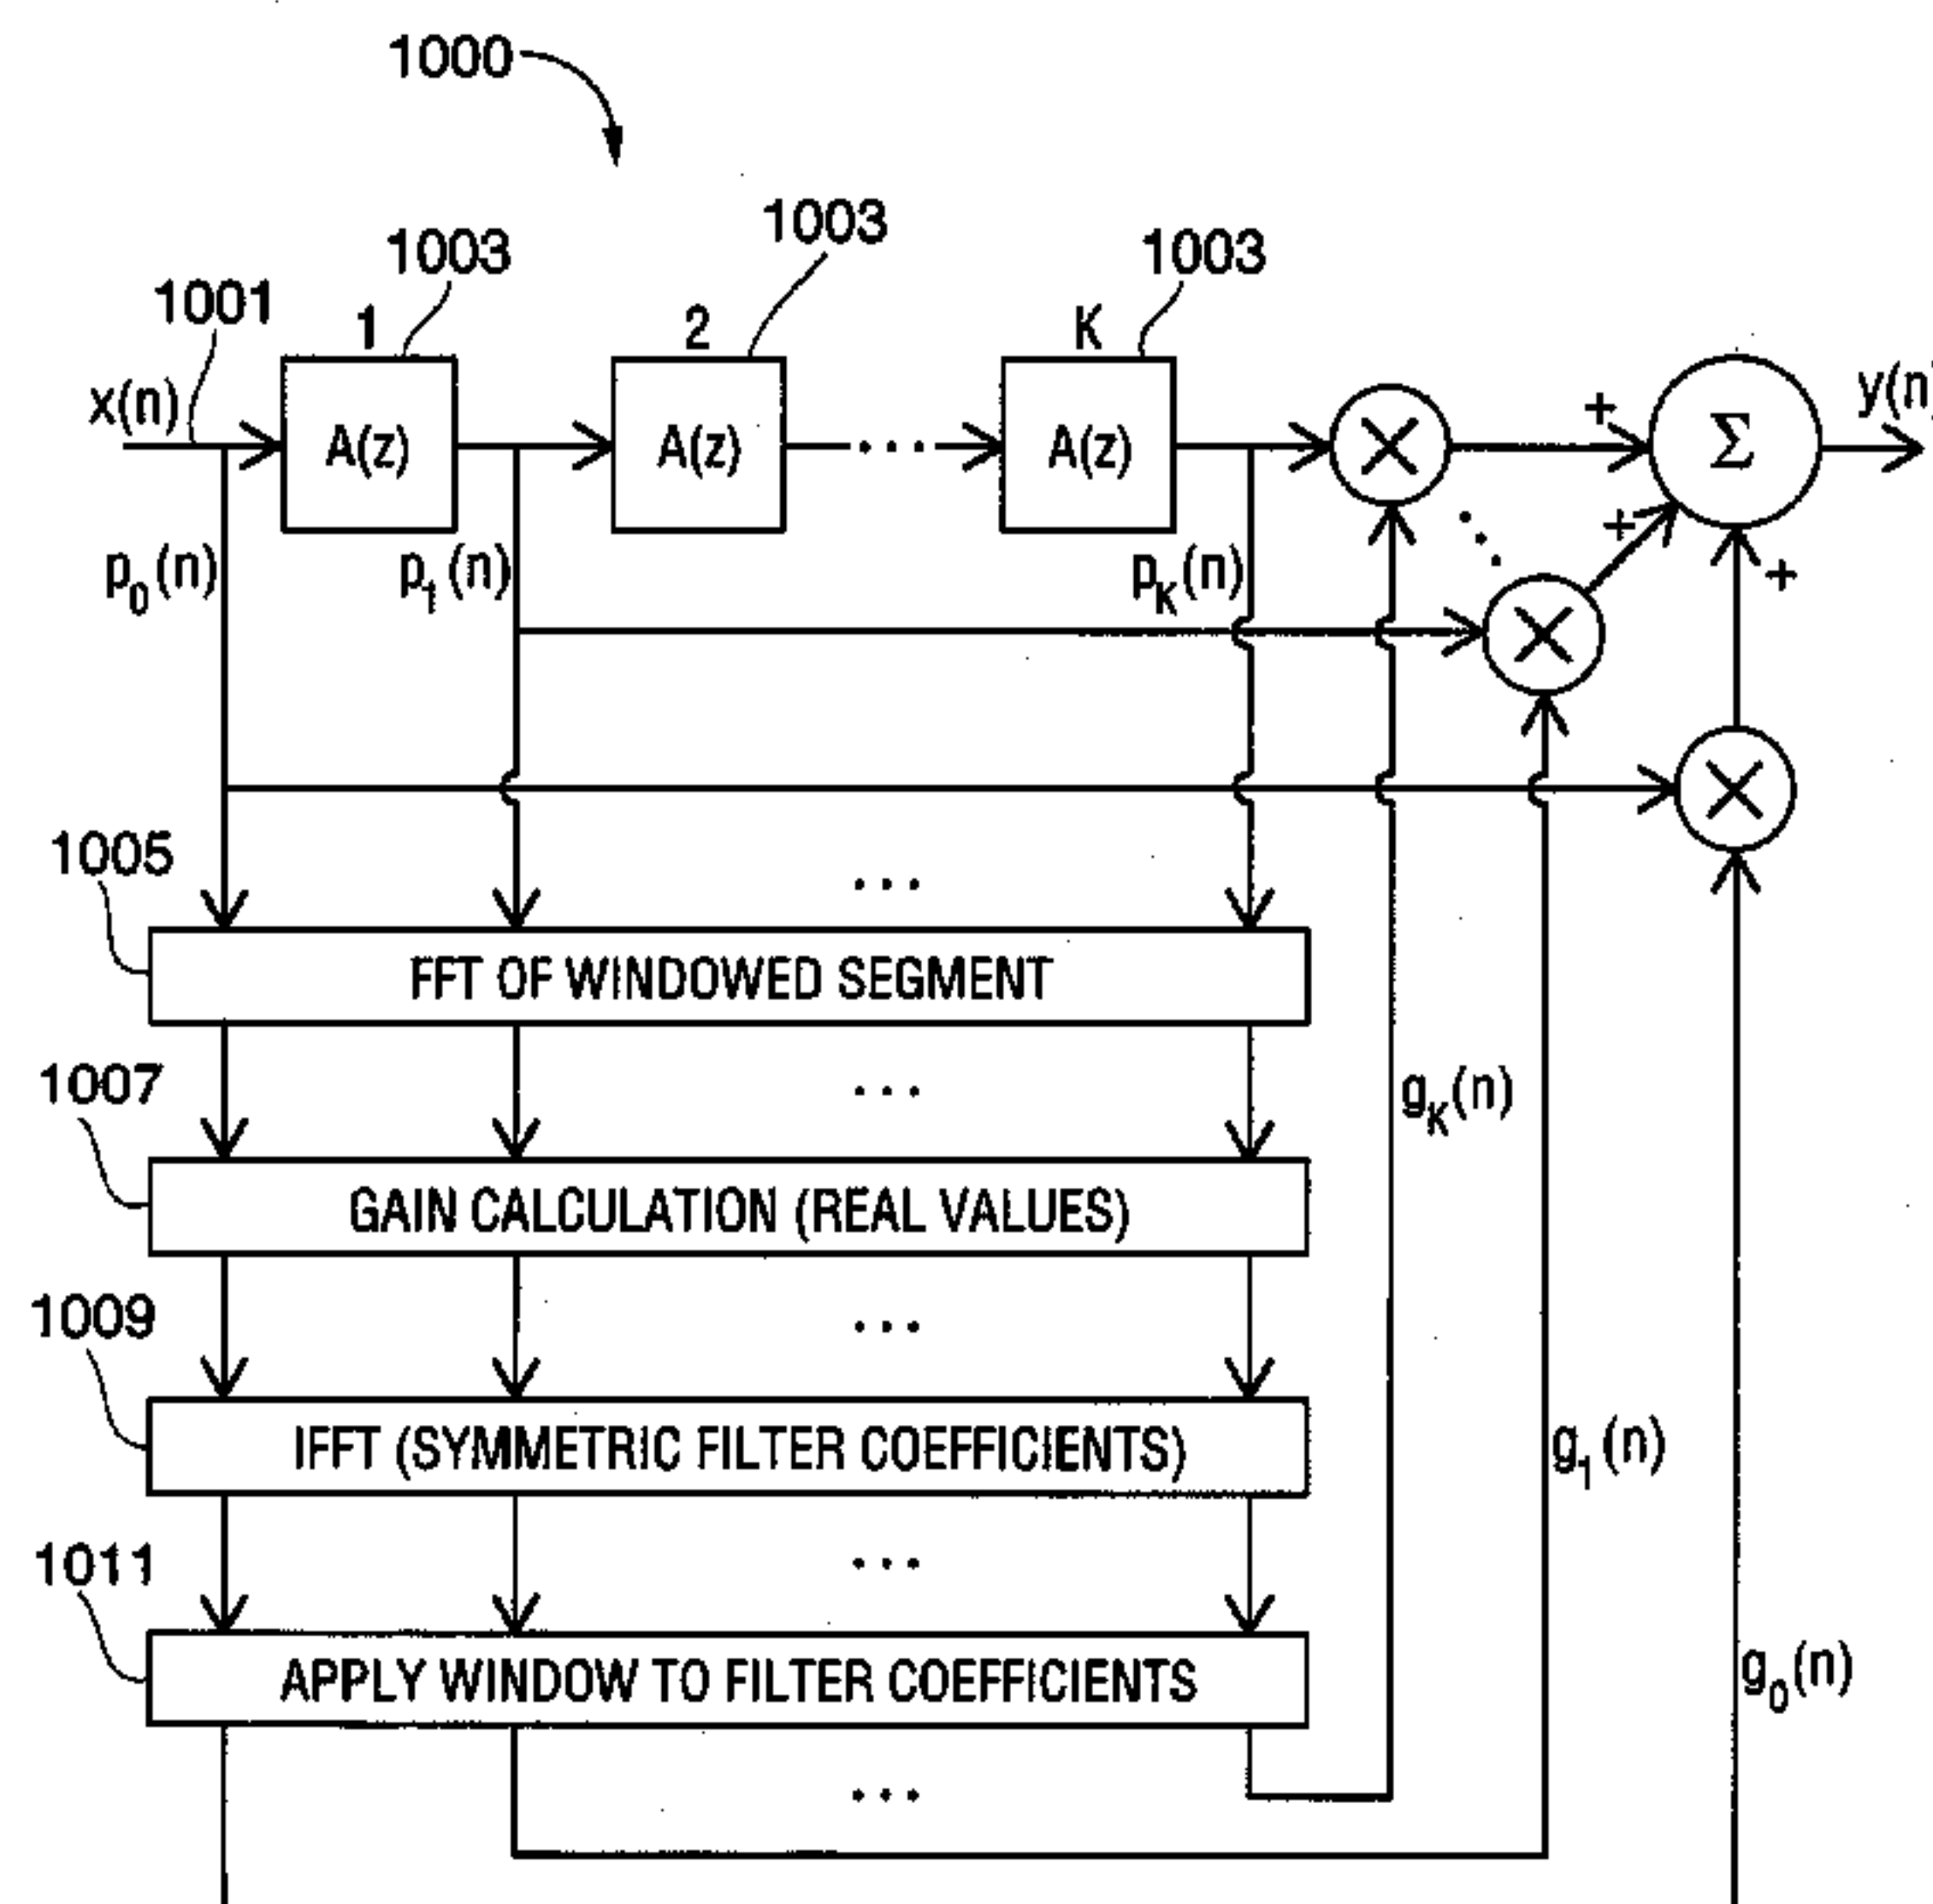 1000
1003
1003
1003
1001
1
2
K
x(n)
A(z)
A(z)
...
A(z)
+
Σ
y(n)
p₀(n)
p₁(n)
pK(n)
+
+
1005
...
FFT OF WINDOWED SEGMENT
1007
...
gK(n)
GAIN CALCULATION (REAL VALUES)
1009
...
IFFT (SYMMETRIC FILTER COEFFICIENTS)
g₁(n)
1011
...
APPLY WINDOW TO FILTER COEFFICIENTS
g₀(n)
...